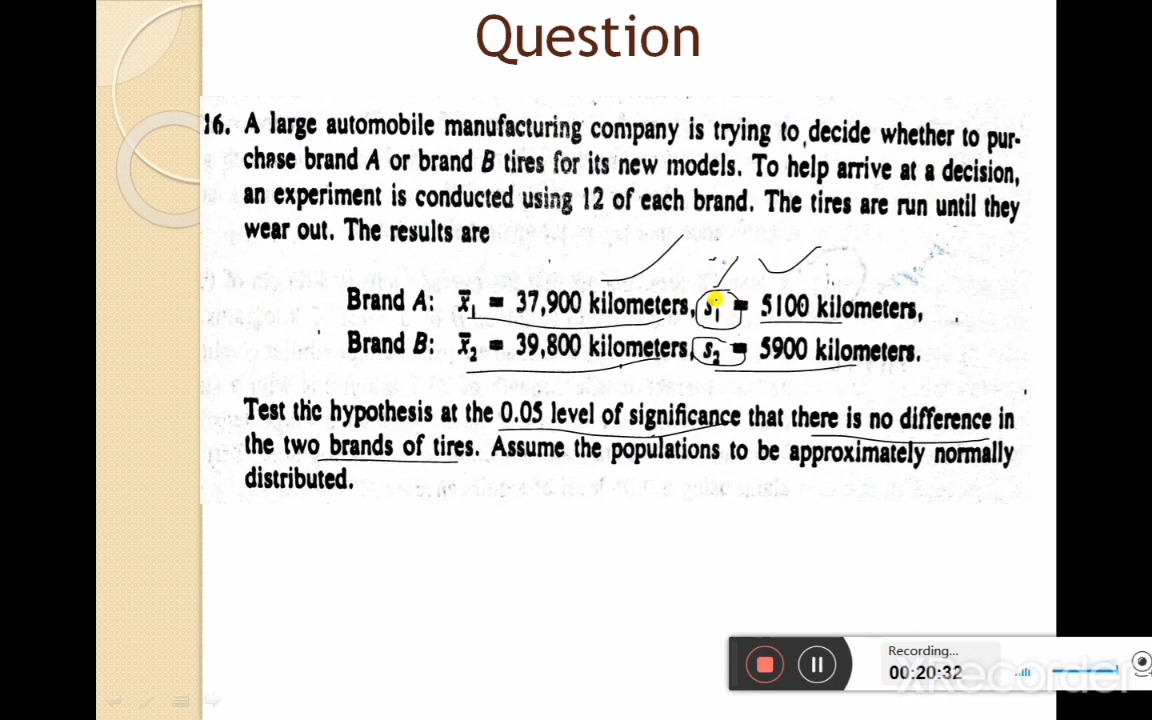 Question
16. A large automobile manufacturing company is trying to decide whether to pur-
chase brand A or brand B tires for its new models. To help arrive at a decision,
an experiment is conducted using 12 of each brand. The tires are run until they
wear out. The results are
Brand A: x̄₁ = 37,900 kilometers, s₁ = 5100 kilometers,
Brand B: x̄₂ = 39,800 kilometers, s₂ = 5900 kilometers.
Test the hypothesis at the 0.05 level of significance that there is no difference in
the two brands of tires. Assume the populations to be approximately normally
distributed.
Recording...
00:20:32
XRecorder